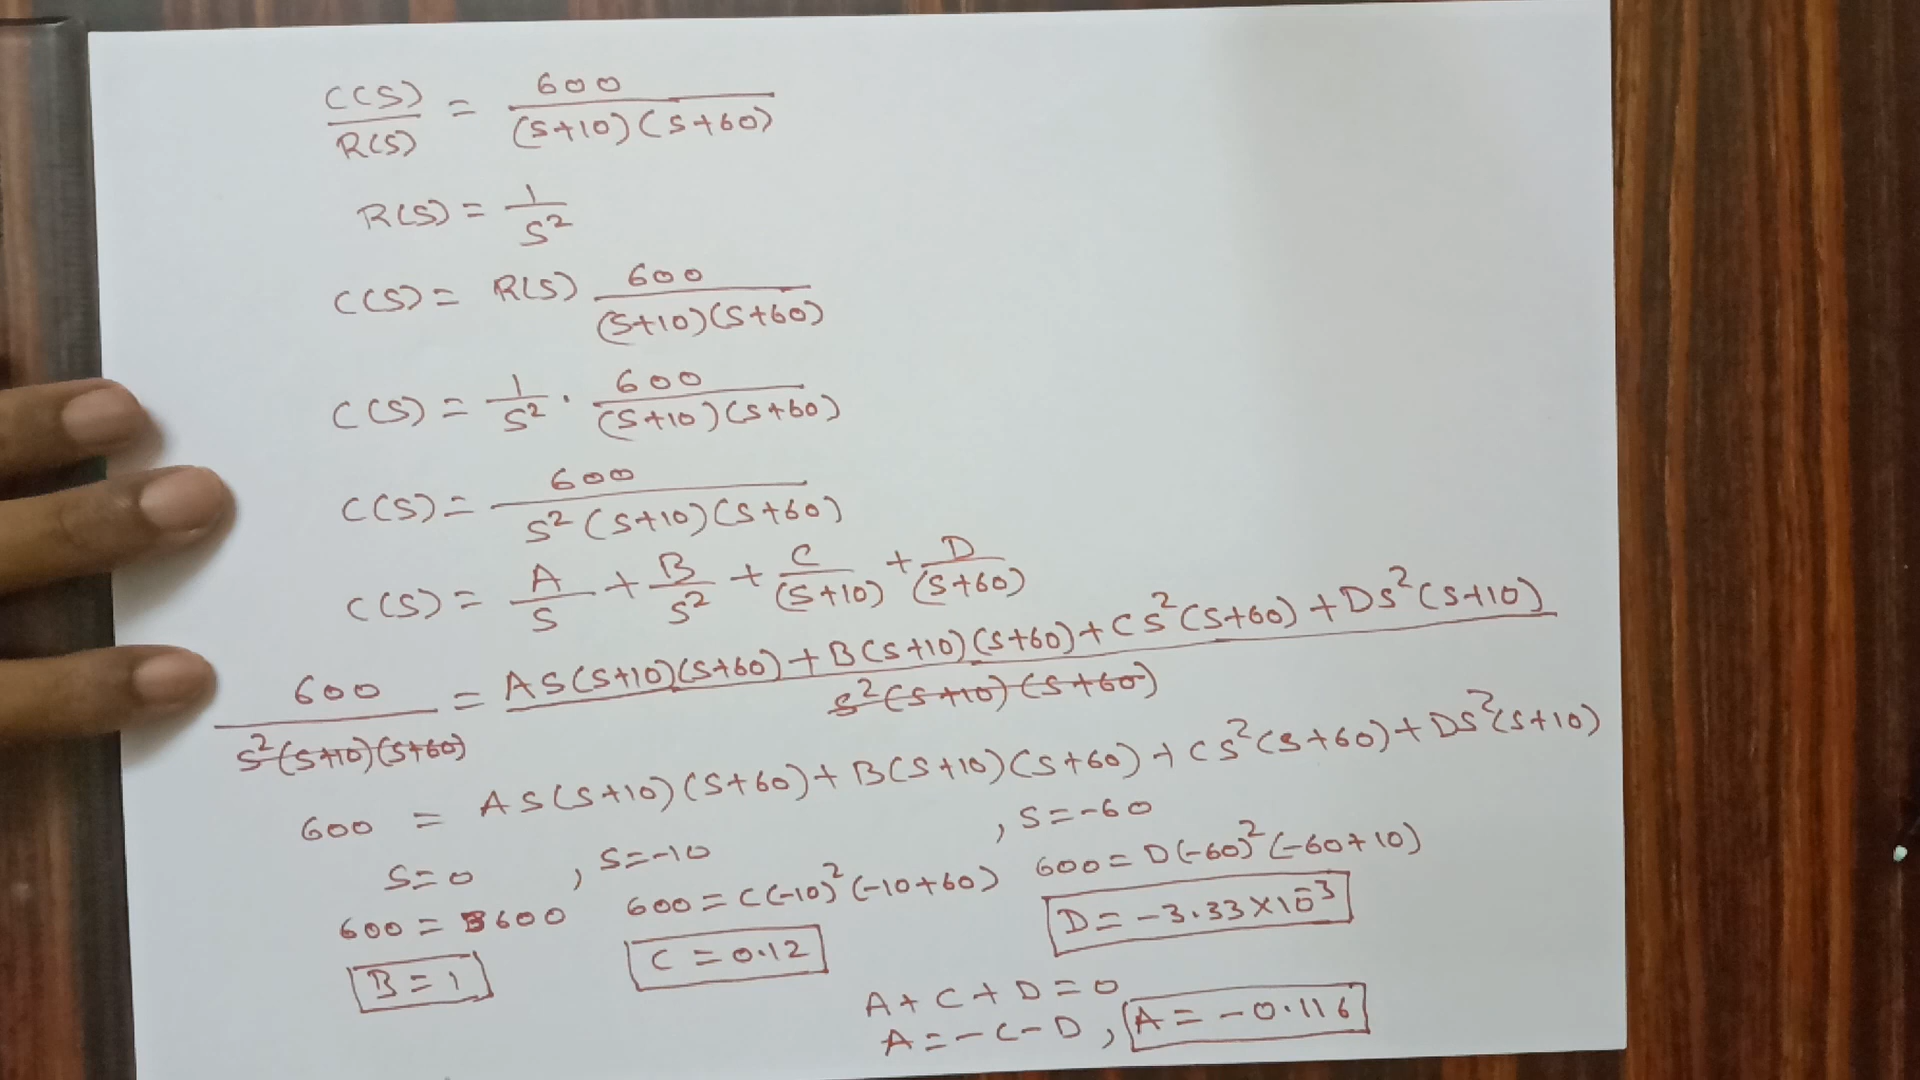 C(S)/R(S) = 600/(S+10)(S+60)
R(S) = 1/S²
C(S) = R(S) 600/(S+10)(S+60)
C(S) = 1/S² · 600/(S+10)(S+60)
C(S) = 600/S²(S+10)(S+60)
C(S) = A/S + B/S² + C/(S+10) + D/(S+60)
600/S²(S+10)(S+60) = AS(S+10)(S+60)+B(S+10)(S+60)+CS²(S+60)+DS²(S+10)/S²(S+10)(S+60)
600 = AS(S+10)(S+60)+B(S+10)(S+60)+CS²(S+60)+DS²(S+10)
S=0 , S=-10 , S=-60
600 = B600 600 = C(-10)²(-10+60) 600 = D(-60)²(-60+10)
B = 1 C = 0.12 D = -3.33×10⁻³
A+C+D=0
A=-C-D, A=-0.116